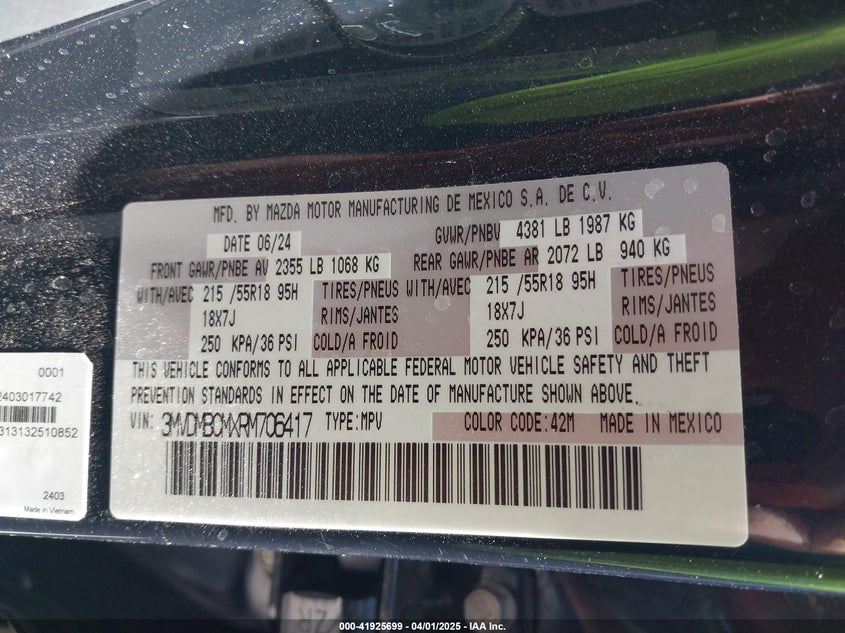 MFD. BY MAZDA MOTOR MANUFACTURING DE MEXICO S.A. DE C.V.
DATE 06/24 GVWR/PNBV 4381 LB 1987 KG
FRONT GAWR/PNBE AV 2355 LB 1068 KG REAR GAWR/PNBE AR 2072 LB 940 KG
WITH/AVEC 215 /55R18 95H TIRES/PNEUS WITH/AVEC 215 /55R18 95H TIRES/PNEUS
18X7J RIMS/JANTES 18X7J RIMS/JANTES
250 KPA/36 PSI COLD/A FROID 250 KPA/36 PSI COLD/A FROID
THIS VEHICLE CONFORMS TO ALL APPLICABLE FEDERAL MOTOR VEHICLE SAFETY AND THEFT
PREVENTION STANDARDS IN EFFECT ON THE DATE OF MANUFACTURE SHOWN ABOVE.
VIN: 3MVDMBCMXRM706417 TYPE:MPV COLOR CODE:42M MADE IN MEXICO
0001
2403017742
313132510852
2403
Made in Vietnam
000-41925699 - 04/01/2025 - IAA Inc.